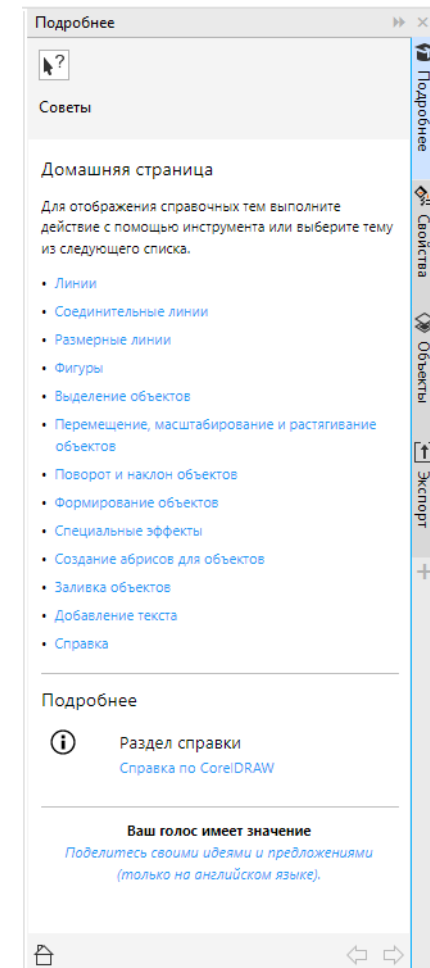 Подробнее
Советы
Домашняя страница
Для отображения справочных тем выполните
действие с помощью инструмента или выберите тему
из следующего списка.
• Линии
• Соединительные линии
• Размерные линии
• Фигуры
• Выделение объектов
• Перемещение, масштабирование и растягивание
объектов
• Поворот и наклон объектов
• Формирование объектов
• Специальные эффекты
• Создание абрисов для объектов
• Заливка объектов
• Добавление текста
• Справка
Подробнее
Раздел справки
Справка по CorelDRAW
Ваш голос имеет значение
Поделитесь своими идеями и предложениями
(только на английском языке).
Подробнее
Свойства
Объекты
Экспорт